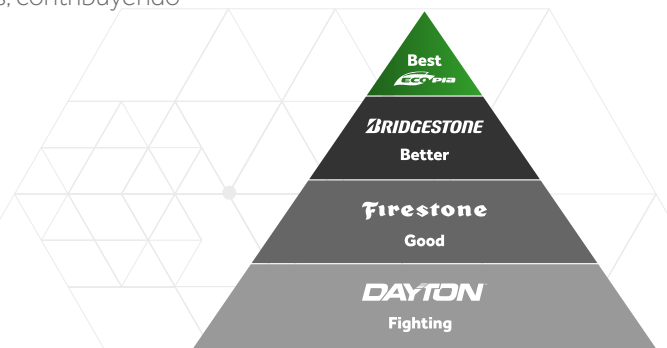 s, contribuyendo
Best
ECOPIA
BRIDGESTONE
Better
Firestone
Good
DAYTON
Fighting